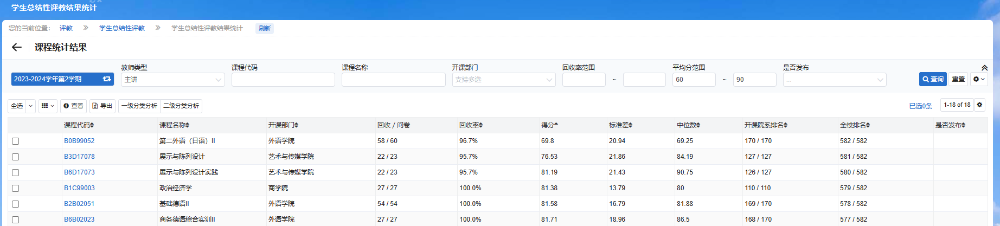 学生总结性评教结果统计
您的当前位置： 评教 学生总结性评教 学生总结性评教结果统计 刷新
课程统计结果
教师类型 课程代码 课程名称 开课部门 回收率范围 平均分范围 是否发布
2023-2024学年第2学期 主讲 支持多选 ~ 60 ~ 90 ... 查询 重置
全选 查看 导出 一级分类分析 二级分类分析 已选0条 1-18 of 18
课程代码 课程名称 开课部门 回收 / 问卷 回收率 得分 标准差 中位数 开课院系排名 全校排名 是否发布
B0B99052 第二外语（日语）II 外语学院 58 / 60 96.7% 69.8 20.94 69.25 170 / 170 582 / 582
B3D17078 展示与陈列设计 艺术与传媒学院 22 / 23 95.7% 76.53 21.86 84.19 127 / 127 581 / 582
B6D17073 展示与陈列设计实践 艺术与传媒学院 22 / 23 95.7% 81.19 21.43 90.75 126 / 127 580 / 582
B1C99003 政治经济学 商学院 27 / 27 100.0% 81.38 13.79 80 110 / 110 579 / 582
B2B02051 基础德语II 外语学院 54 / 54 100.0% 81.58 16.79 81.88 169 / 170 578 / 582
B6B02023 商务德语综合实训II 外语学院 27 / 27 100.0% 81.71 18.96 86.5 168 / 170 577 / 582